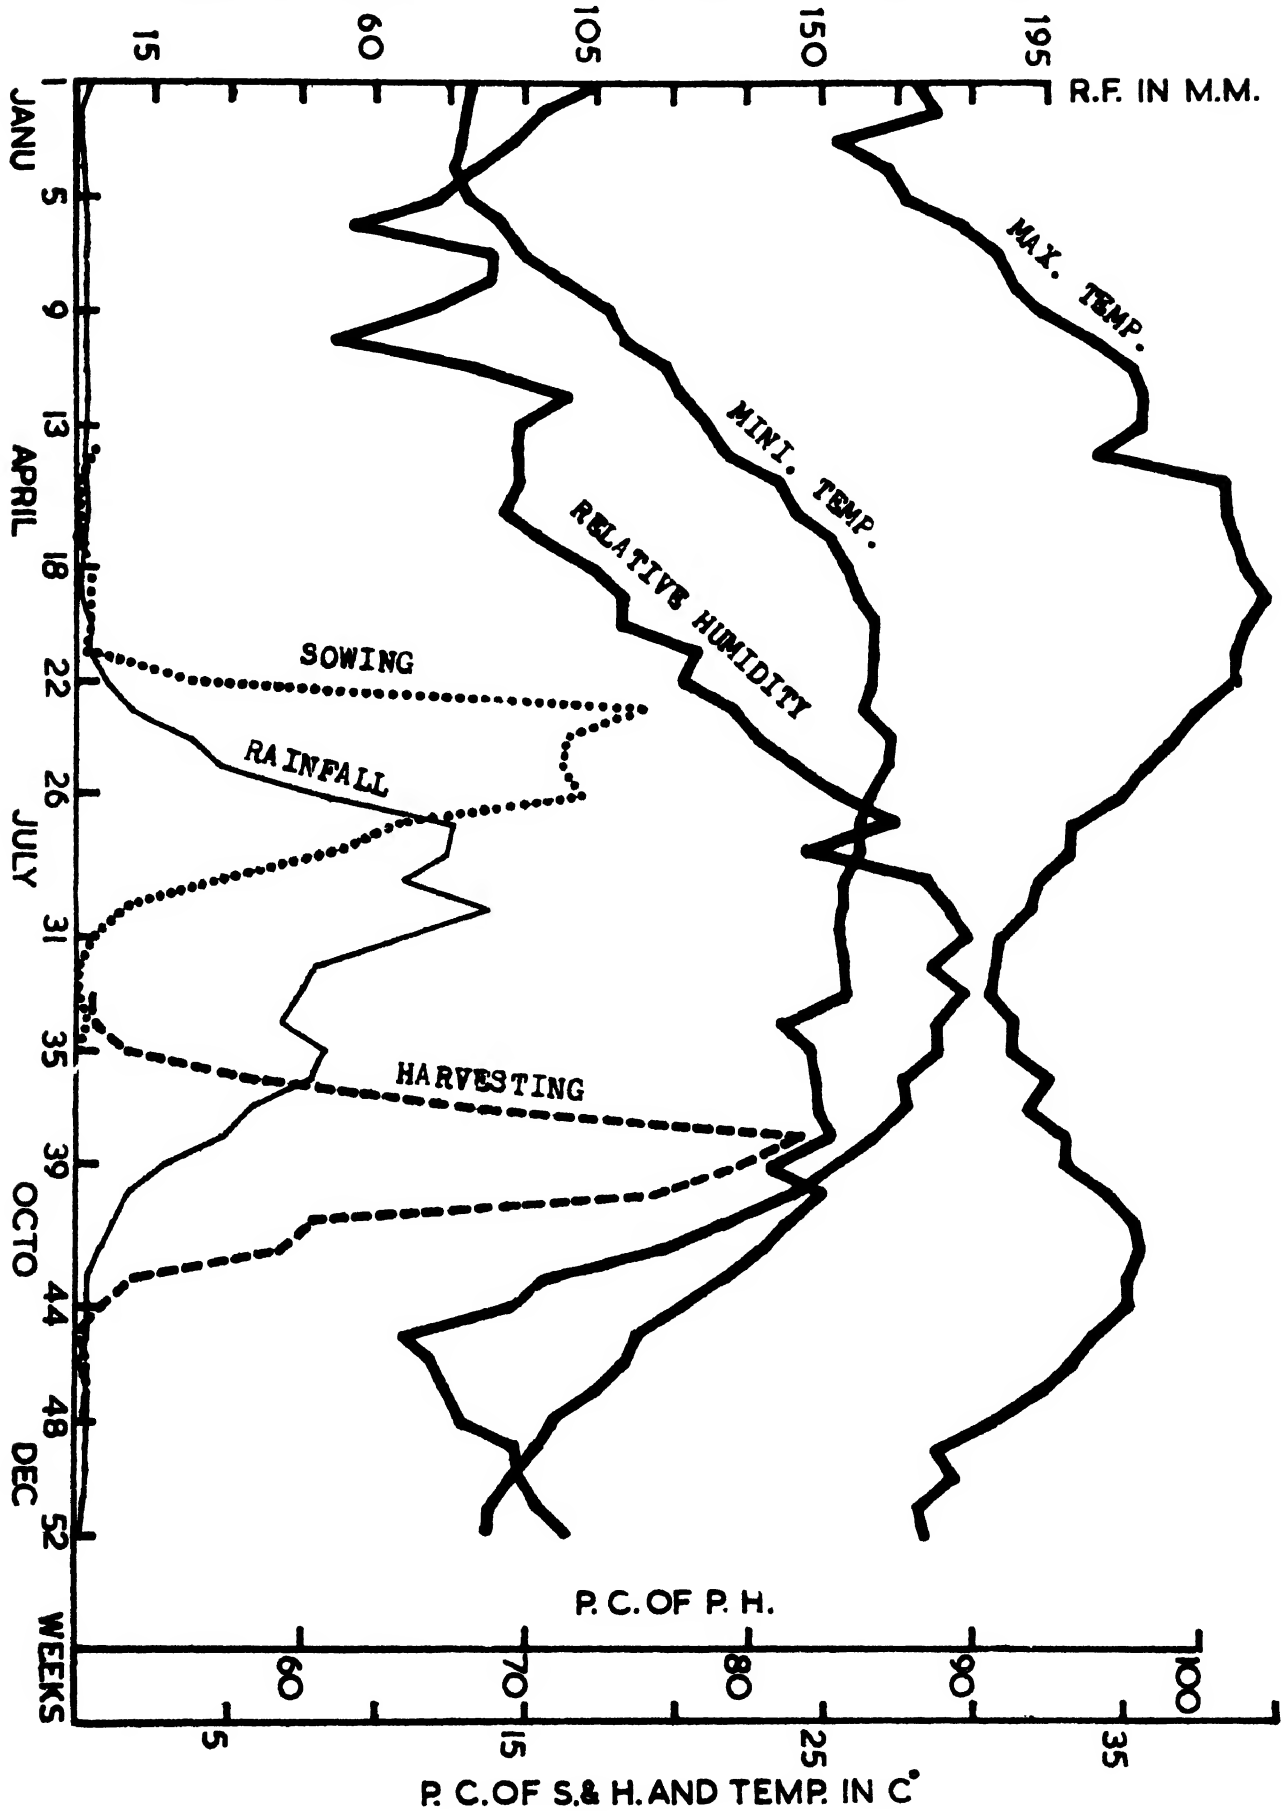 15 60 105 150 195 R.F. IN M.M.
1 5 9 13 18 22 26 31 35 39 44 48 52 WEEKS
JANU APRIL JULY OCTO DEC
MAX. TEMP.
MINI. TEMP.
RELATIVE HUMIDITY
SOWING
RAINFALL
HARVESTING
P. C. OF P. H.
60 70 80 90 100
5 15 25 35
P. C. OF S. & H. AND TEMP. IN C°